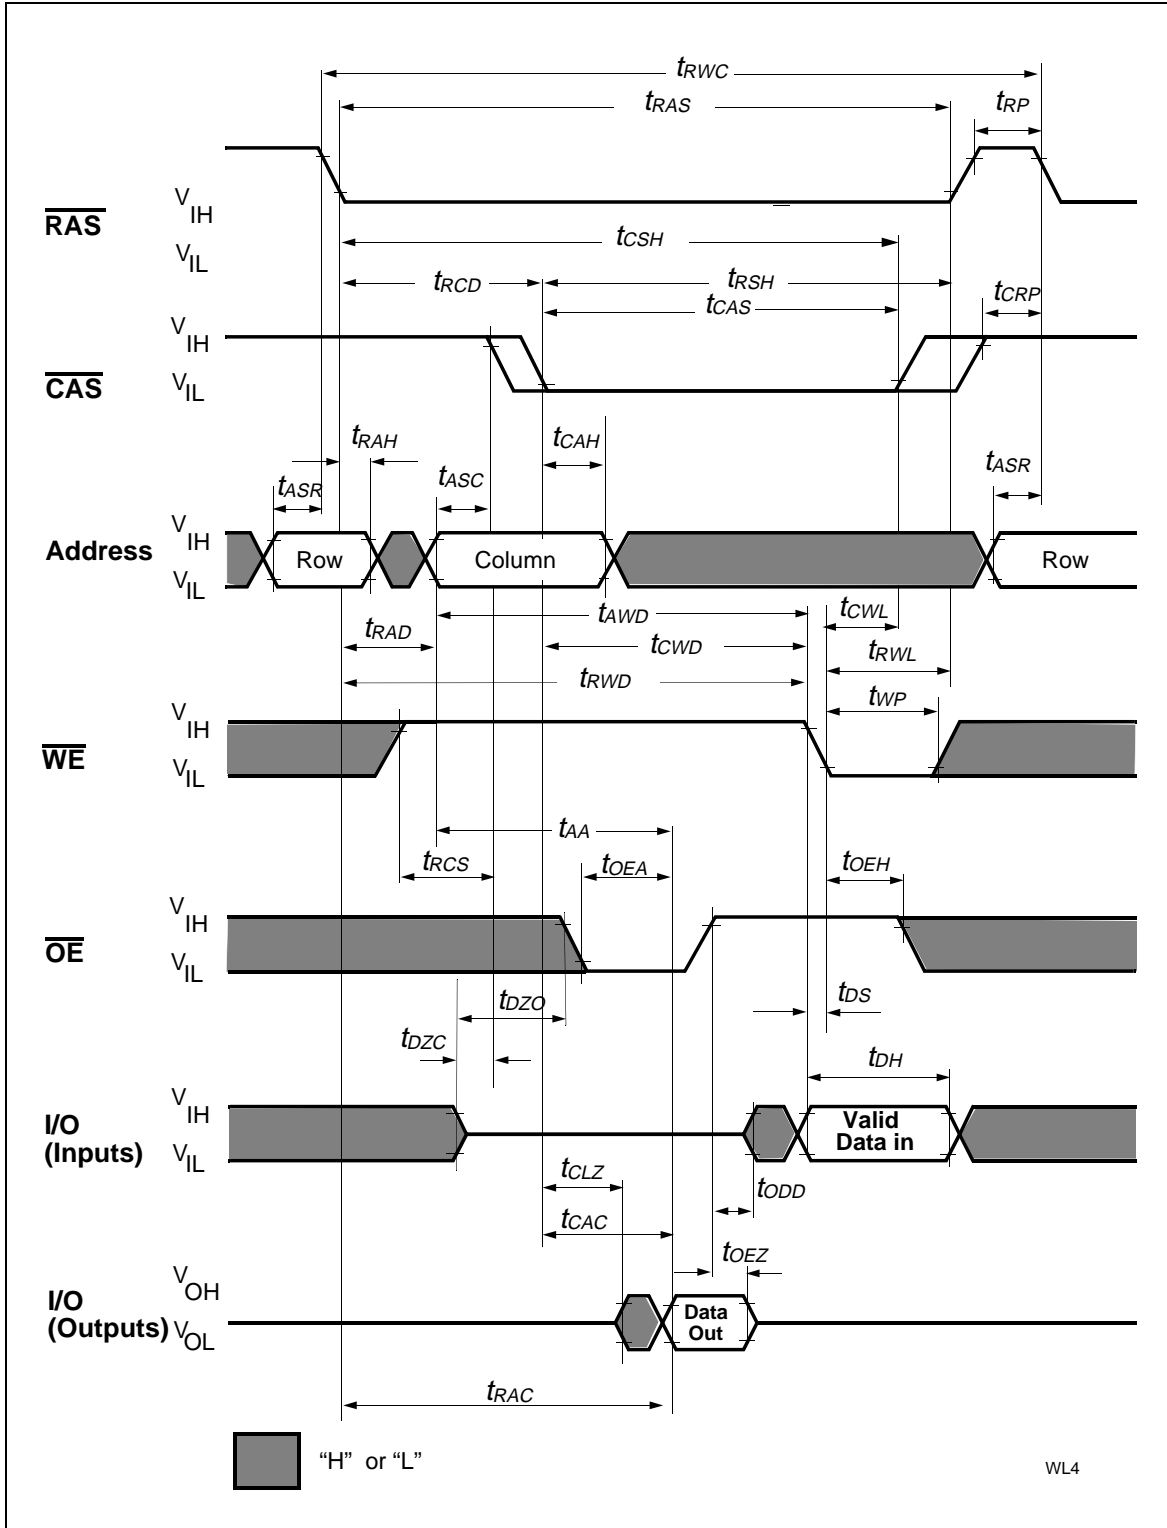 tRWC
tRAS
tRP
RAS
VIH
VIL
tCSH
tRCD
tRSH
tCAS
tCRP
CAS
VIH
VIL
tRAH
tCAH
tASR
tASC
tASR
Address
VIH
VIL
Row
Column
Row
tAWD
tCWL
tRAD
tCWD
tRWL
tRWD
tWP
WE
VIH
VIL
tAA
tRCS
tOEA
tOEH
OE
VIH
VIL
tDZO
tDS
tDZC
tDH
I/O
(Inputs)
VIH
VIL
Valid
Data in
tCLZ
tODD
tCAC
tOEZ
I/O
(Outputs)
VOH
VOL
Data
Out
tRAC
“H” or “L”
WL4